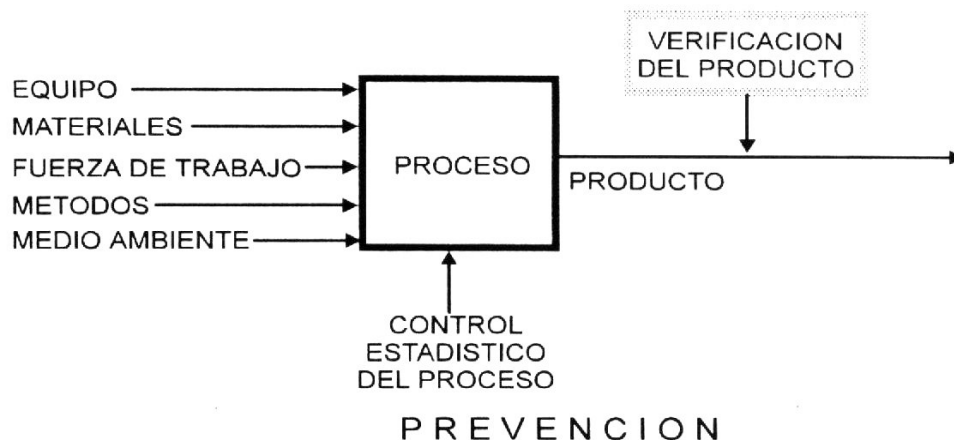 VERIFICACION
DEL PRODUCTO
EQUIPO
MATERIALES
FUERZA DE TRABAJO
METODOS
MEDIO AMBIENTE
PROCESO
PRODUCTO
CONTROL
ESTADISTICO
DEL PROCESO
PREVENCION